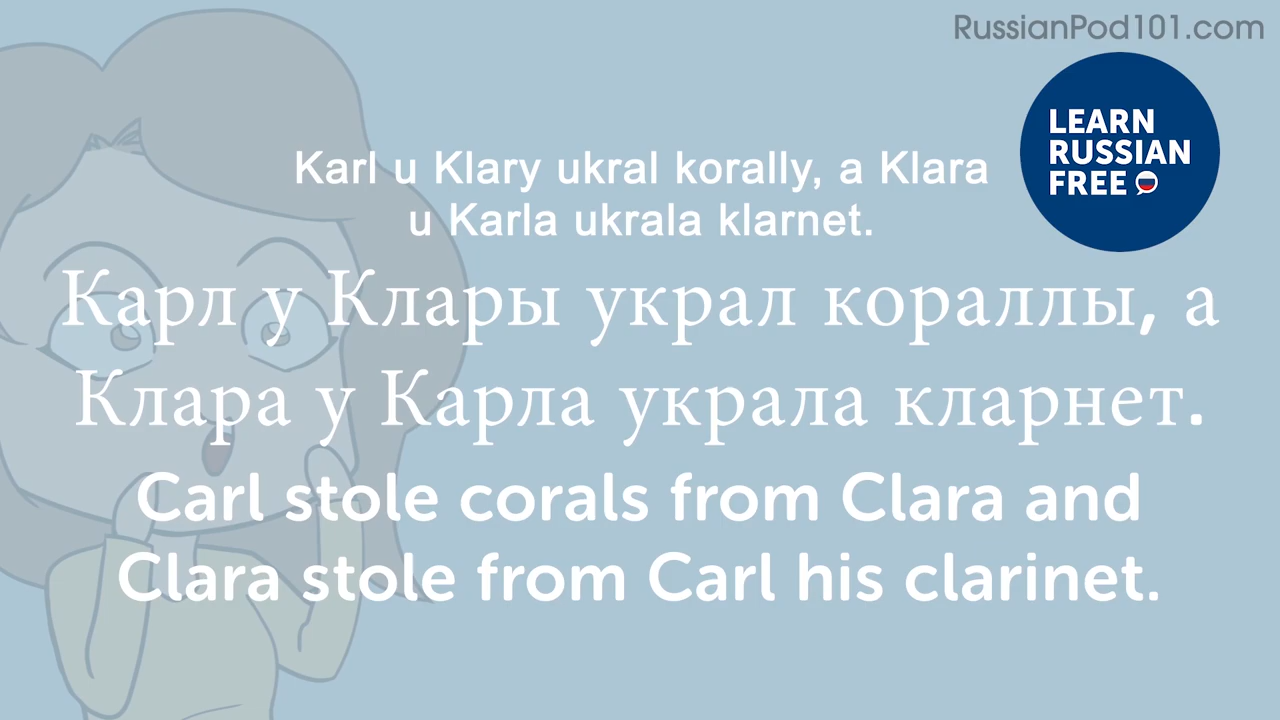 RussianPod101.com
LEARN
RUSSIAN
FREE
Karl u Klary ukral korally, a Klara
u Karla ukrala klarnet.
Карл у Клары украл кораллы, а
Клара у Карла украла кларнет.
Carl stole corals from Clara and
Clara stole from Carl his clarinet.